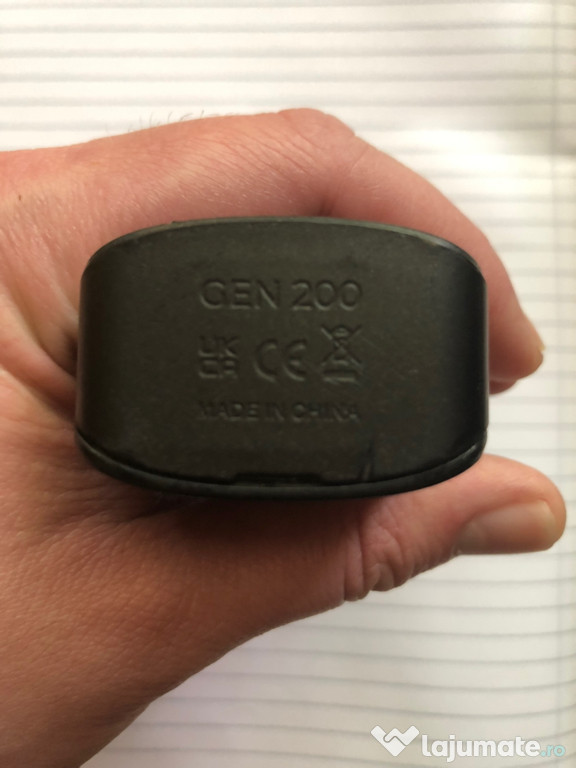 GEN 200
UK
CA CE
MADE IN CHINA
lajumate.ro